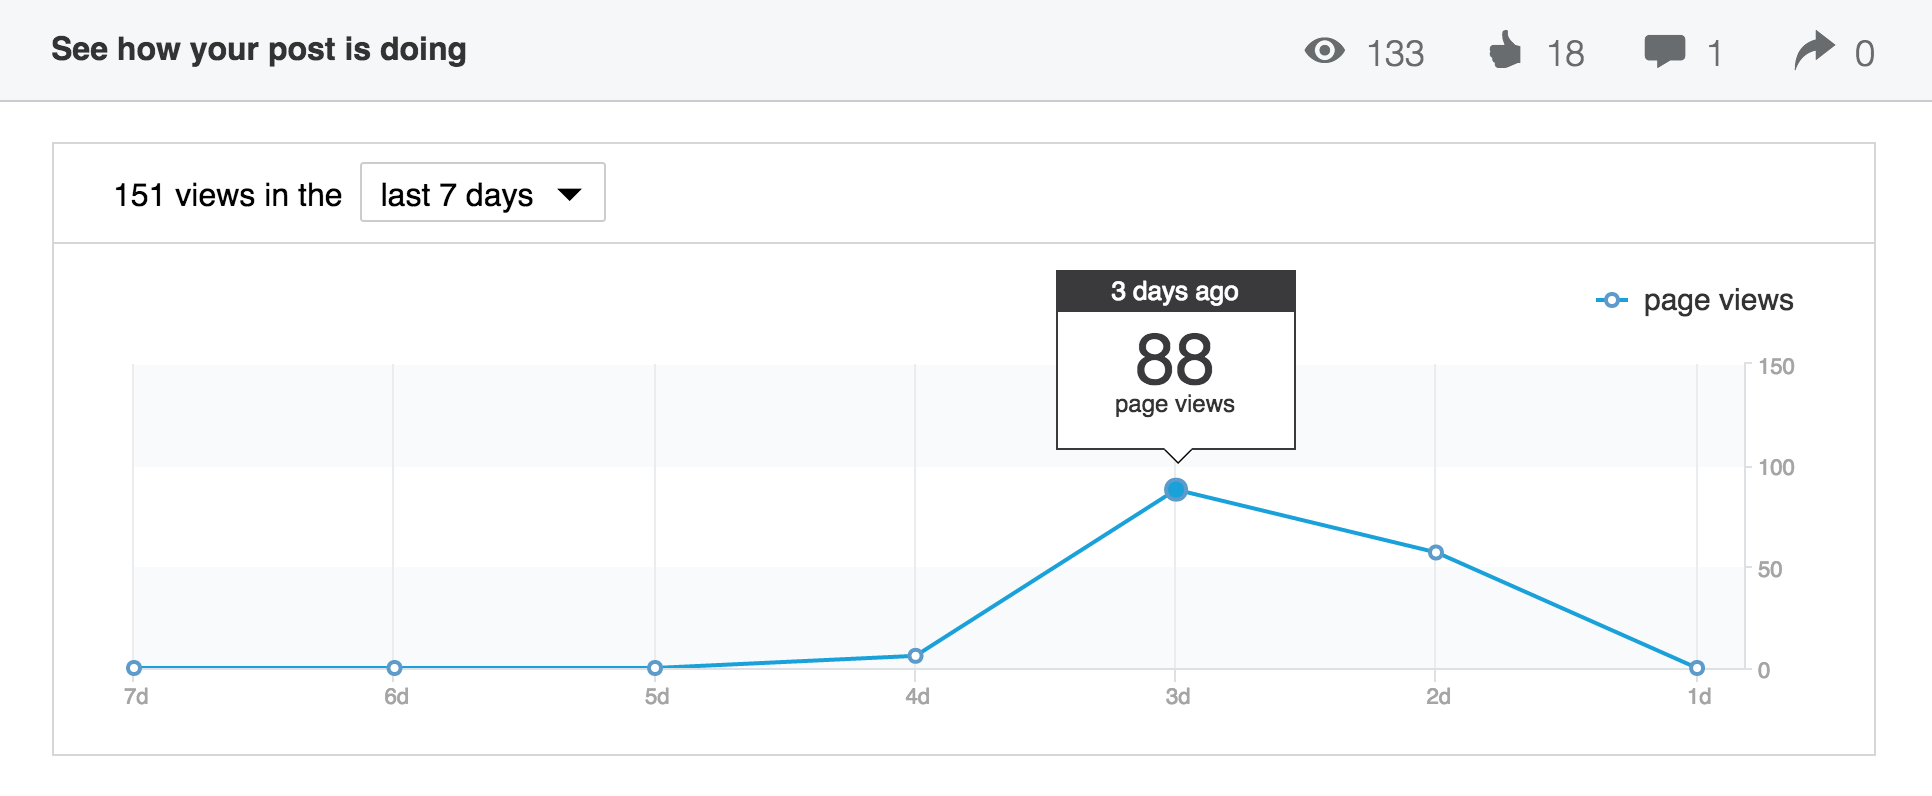 See how your post is doing 133 18 1 0
151 views in the last 7 days
3 days ago
88
page views
page views
150
100
50
0
7d 6d 5d 4d 3d 2d 1d